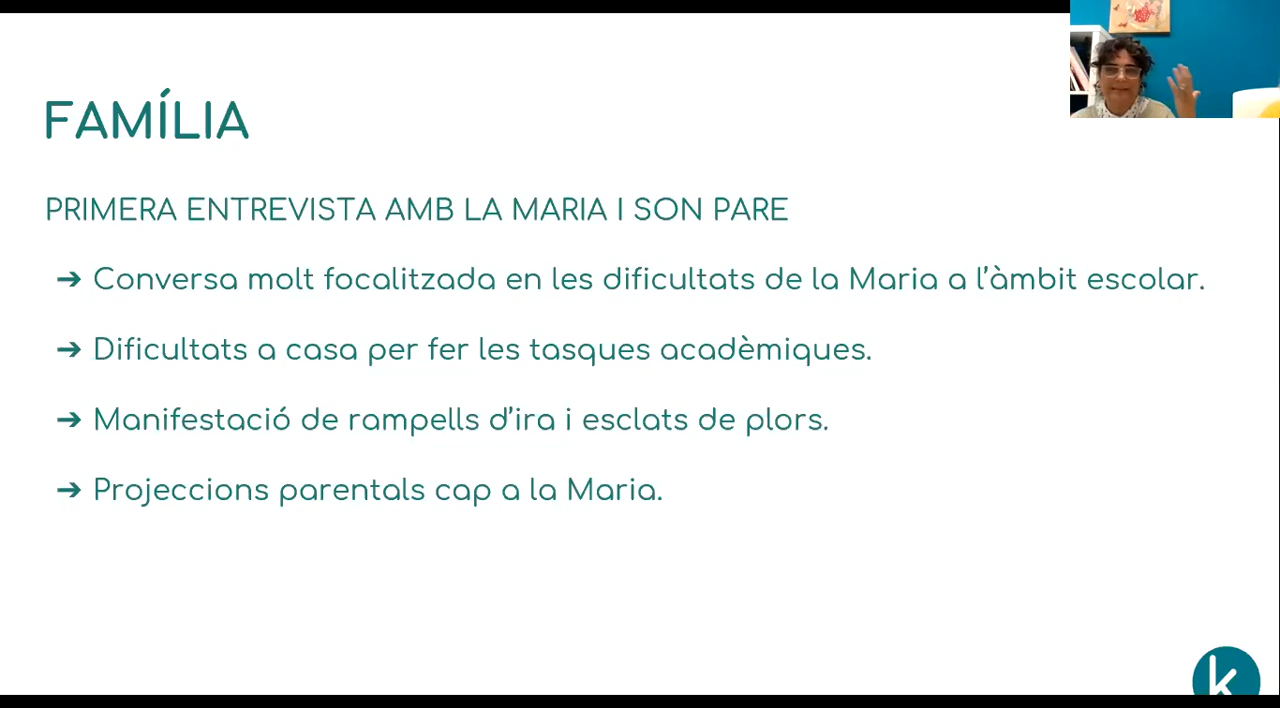 FAMÍLIA
PRIMERA ENTREVISTA AMB LA MARIA I SON PARE
➔ Conversa molt focalitzada en les dificultats de la Maria a l’àmbit escolar.
➔ Dificultats a casa per fer les tasques acadèmiques.
➔ Manifestació de rampells d’ira i esclats de plors.
➔ Projeccions parentals cap a la Maria.
k